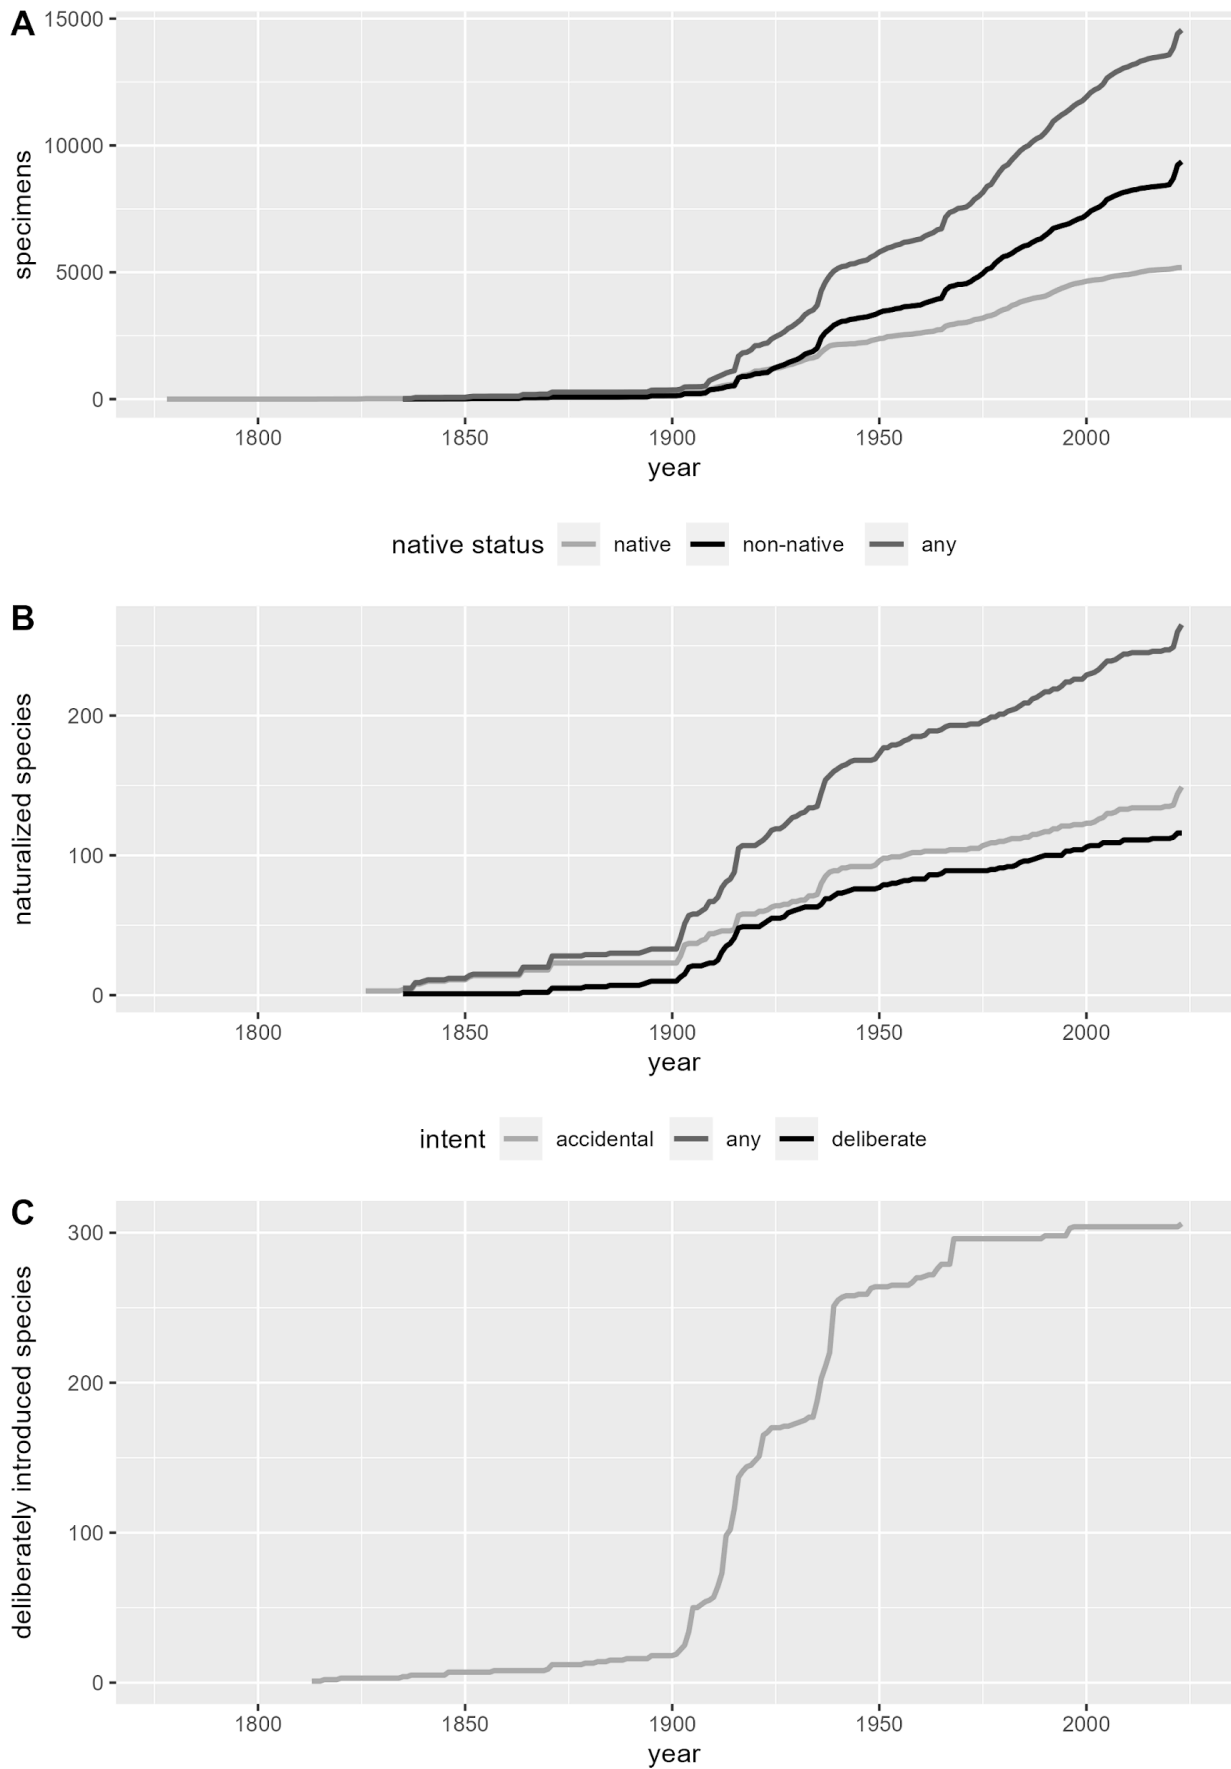 A
15000
10000
5000
0
specimens
1800 1850 1900 1950 2000
year
native status native non-native any
B
200
100
0
naturalized species
1800 1850 1900 1950 2000
year
intent accidental any deliberate
C
300
200
100
0
deliberately introduced species
1800 1850 1900 1950 2000
year